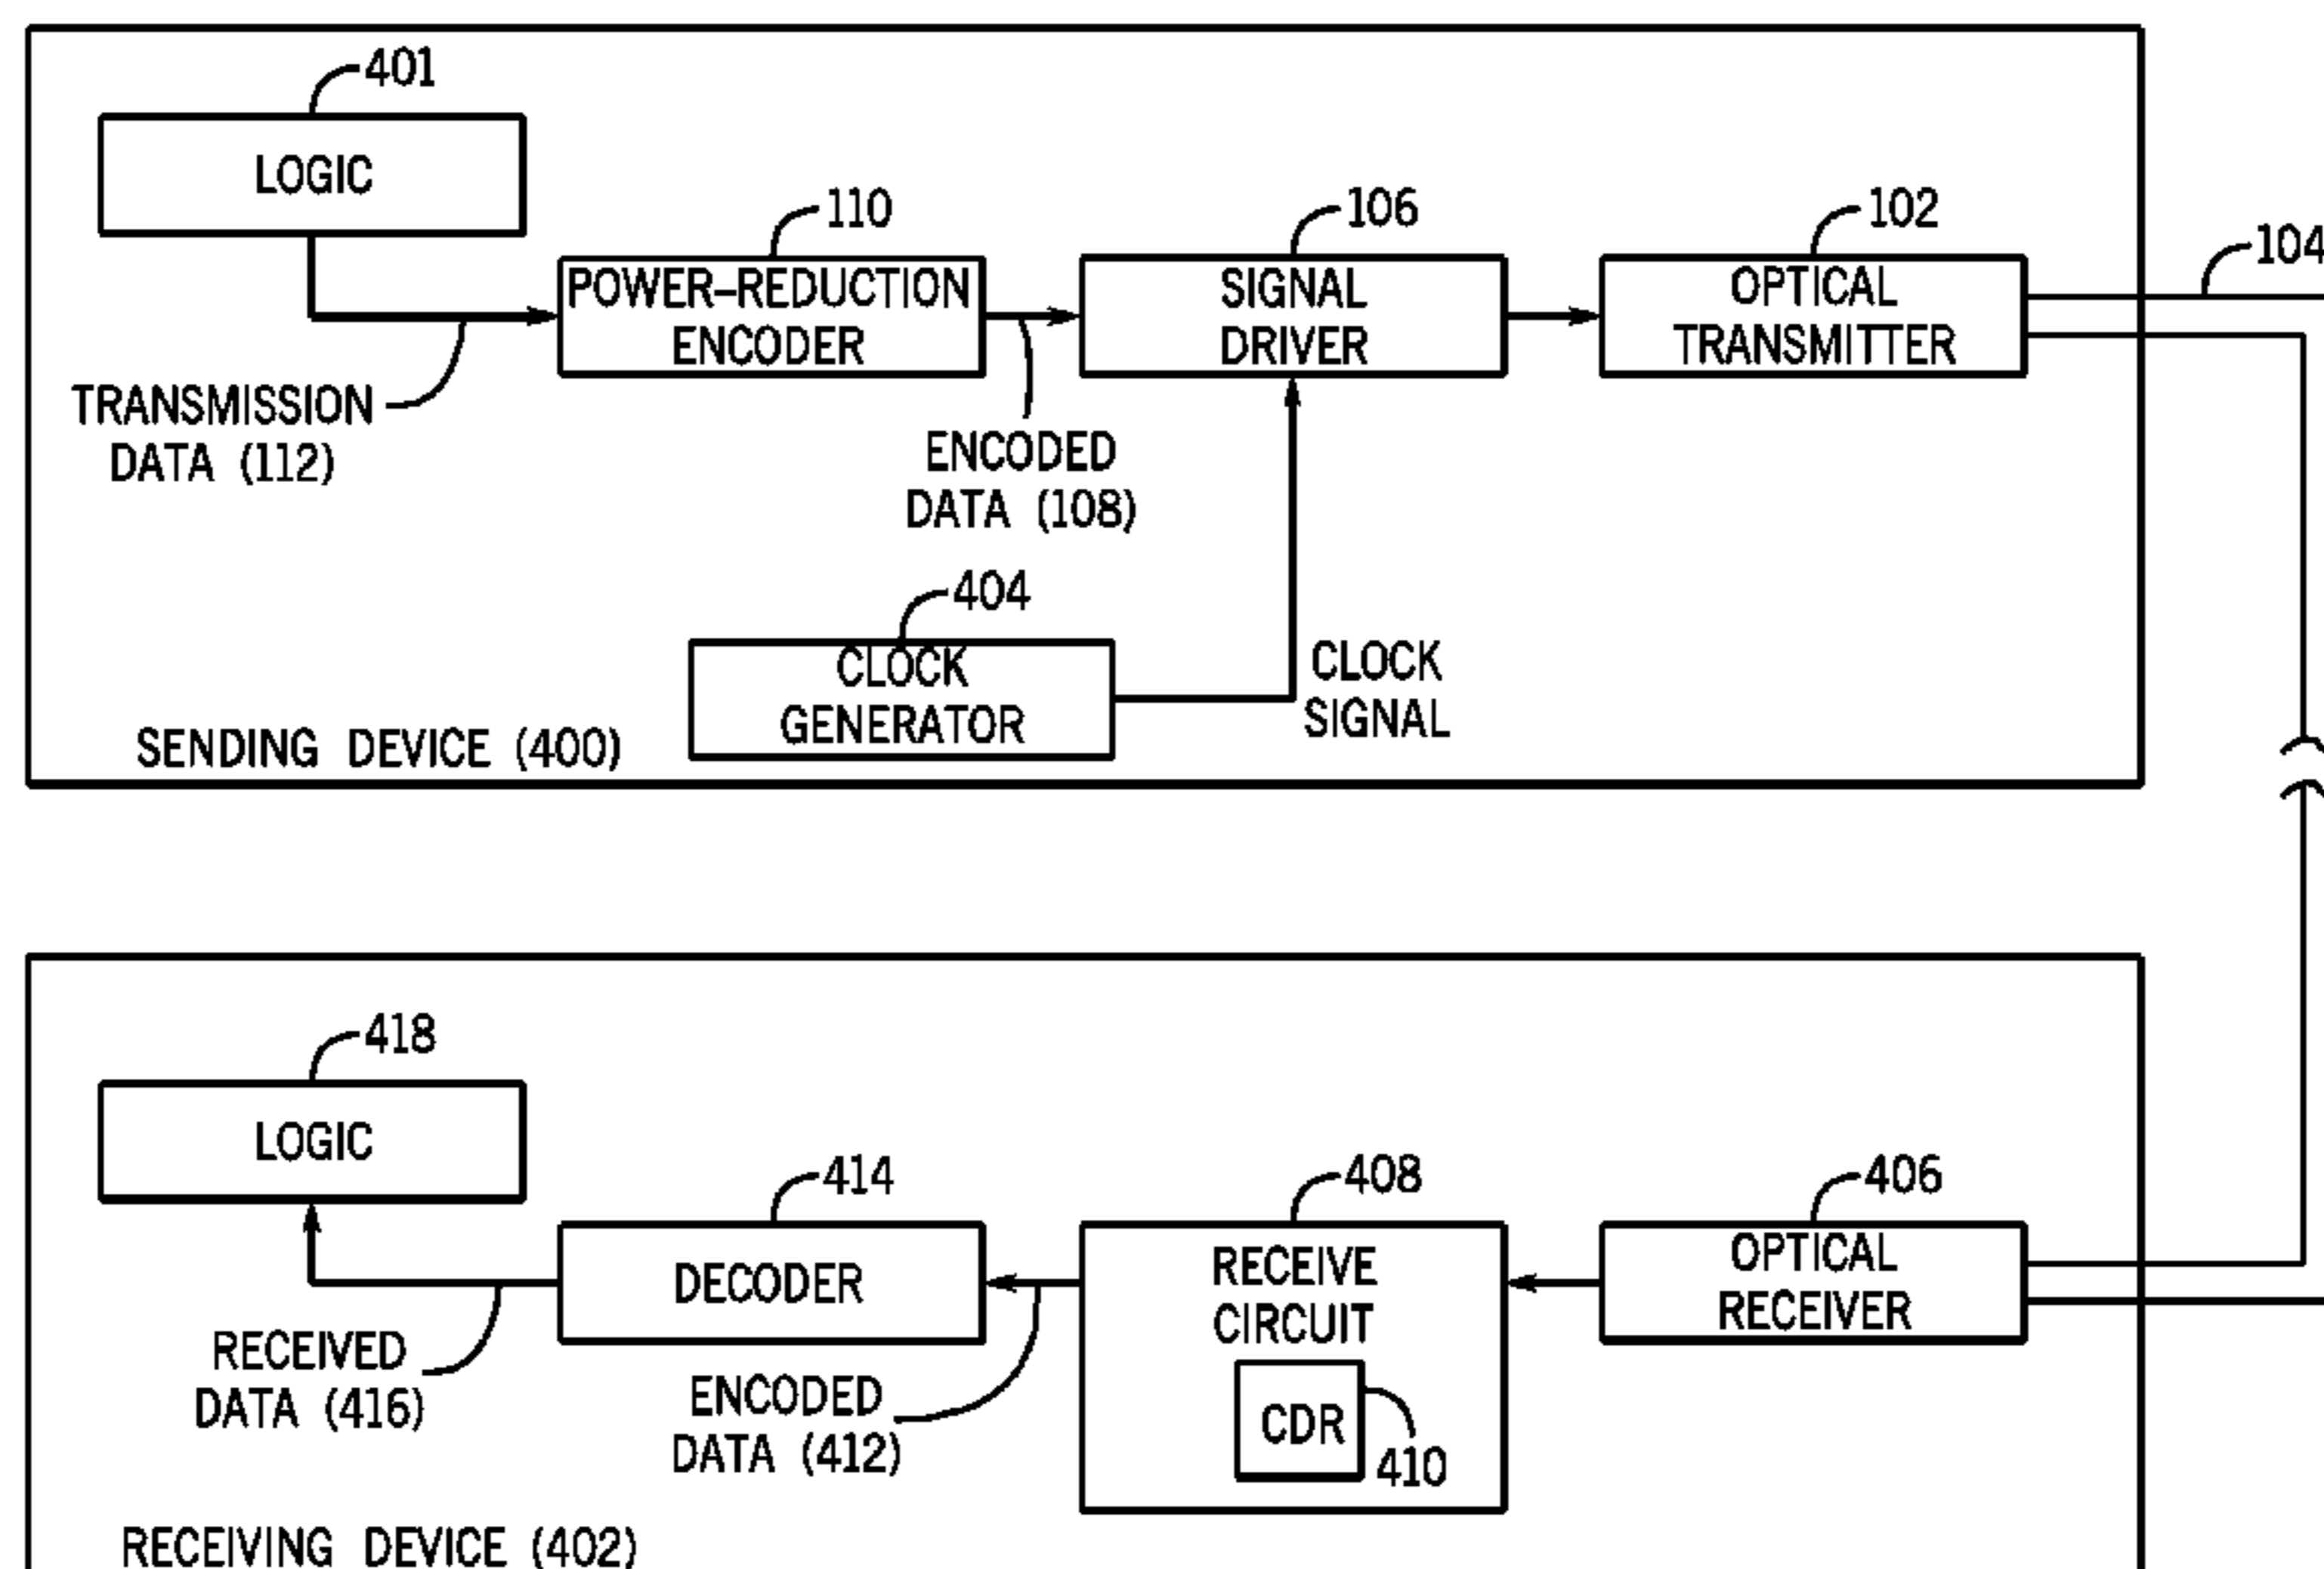 401
LOGIC
110
106
102
104
POWER-REDUCTION
ENCODER
SIGNAL
DRIVER
OPTICAL
TRANSMITTER
TRANSMISSION
DATA (112)
ENCODED
DATA (108)
404
CLOCK
GENERATOR
CLOCK
SIGNAL
SENDING DEVICE (400)
418
LOGIC
414
408
406
DECODER
RECEIVE
CIRCUIT
OPTICAL
RECEIVER
RECEIVED
DATA (416)
ENCODED
DATA (412)
CDR
410
RECEIVING DEVICE (402)